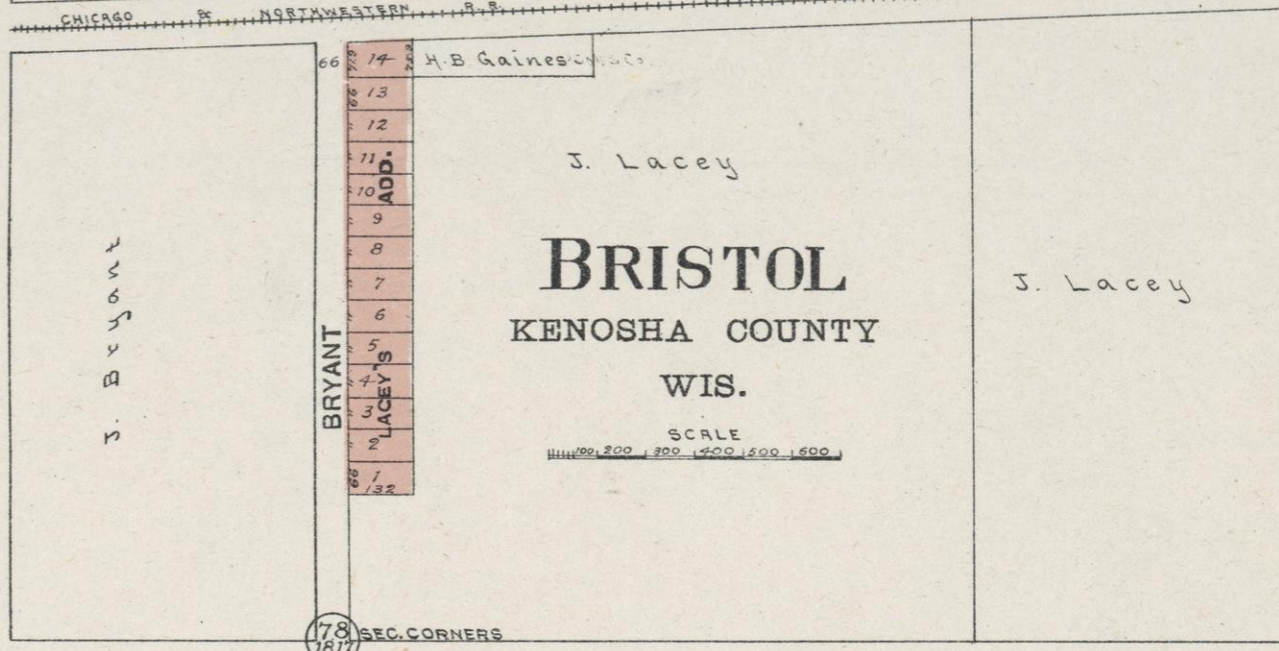 CHICAGO & NORTHWESTERN R.R.
66
14
H. B. Gaines
66 13
12
11
10
9
8
7
6
5
4
3
2
66 1
132
LACEY'S ADD.
BRYANT
J. Bryant
J. Lacey
BRISTOL
KENOSHA COUNTY
WIS.
SCALE
100 200 300 400 500 600
J. Lacey
78
1817
SEC. CORNERS